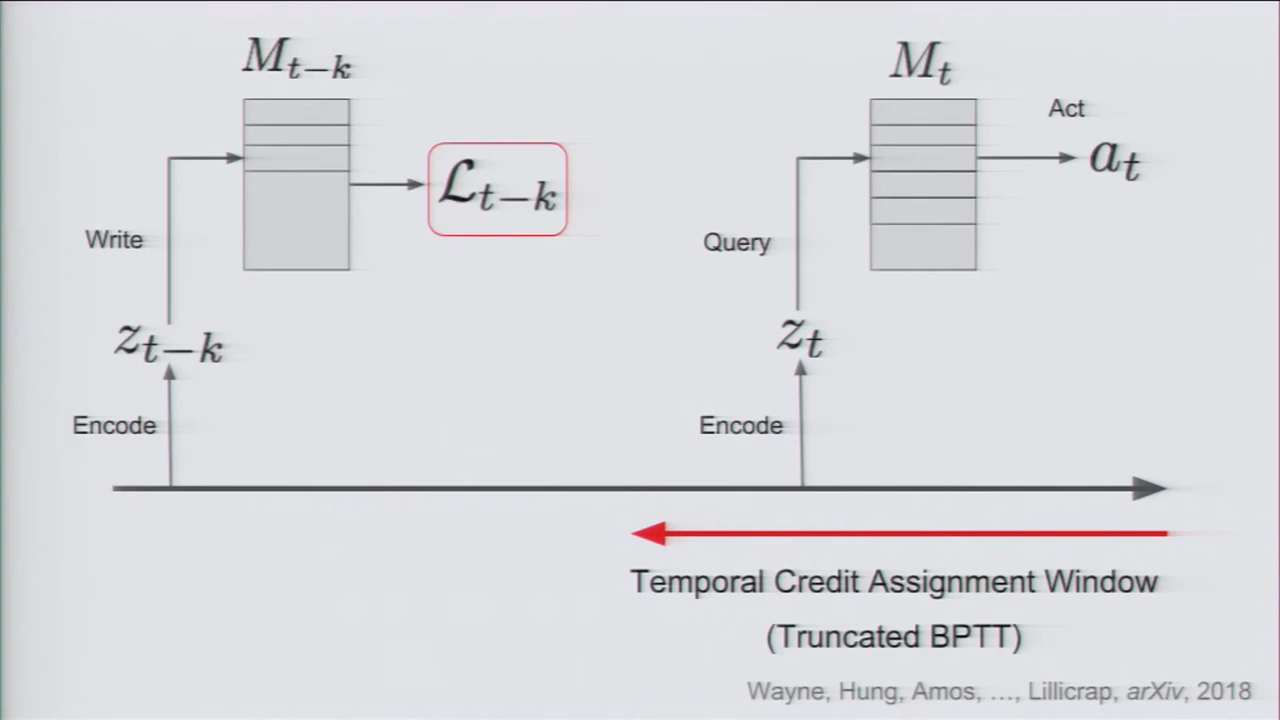 M_{t-k}
M_t
Act
a_t
\mathcal{L}_{t-k}
Write
Query
z_{t-k}
z_t
Encode
Encode
Temporal Credit Assignment Window
(Truncated BPTT)
Wayne, Hung, Amos, ..., Lillicrap, arXiv, 2018